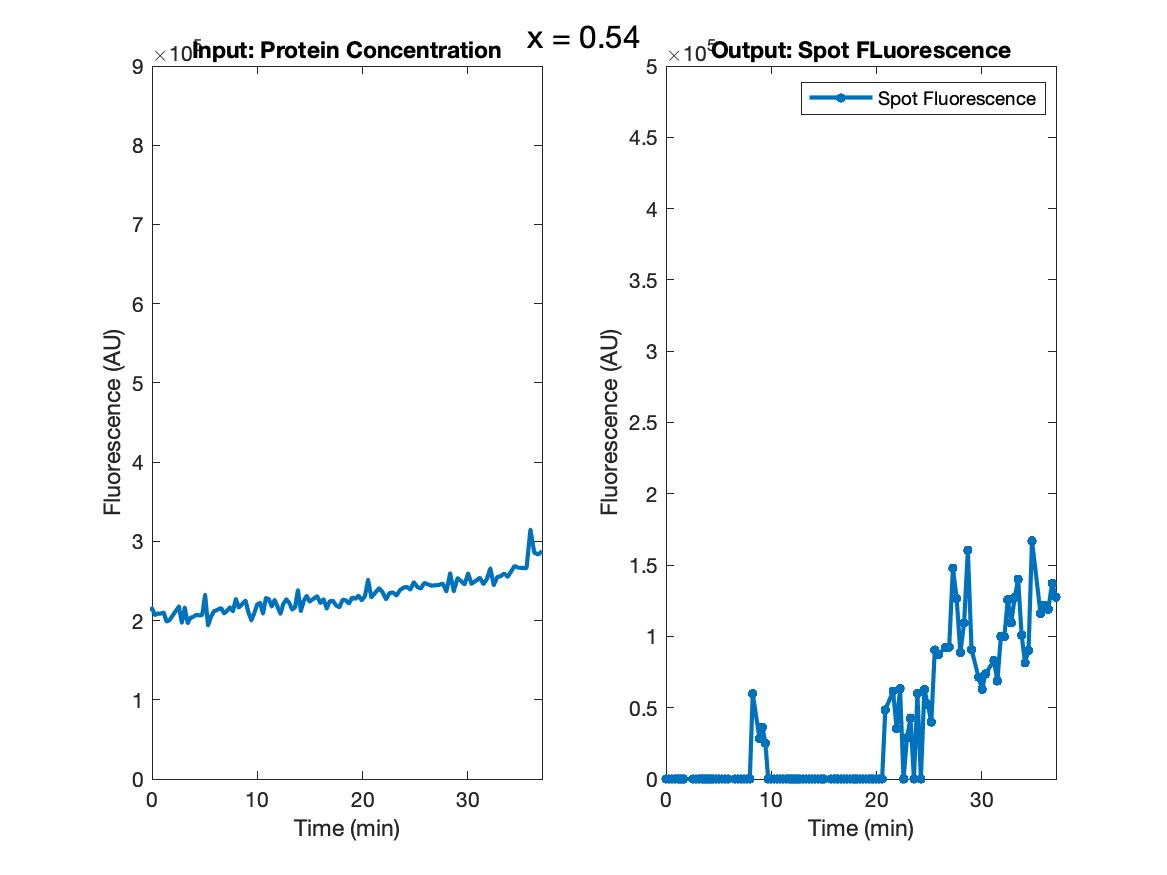 x = 0.54
×10⁵
Input: Protein Concentration
9
8
7
6
5
4
3
2
1
0
Fluorescence (AU)
0 10 20 30
Time (min)
×10⁵
Output: Spot FLuorescence
Spot Fluorescence
5
4.5
4
3.5
3
2.5
2
1.5
1
0.5
0
Fluorescence (AU)
0 10 20 30
Time (min)